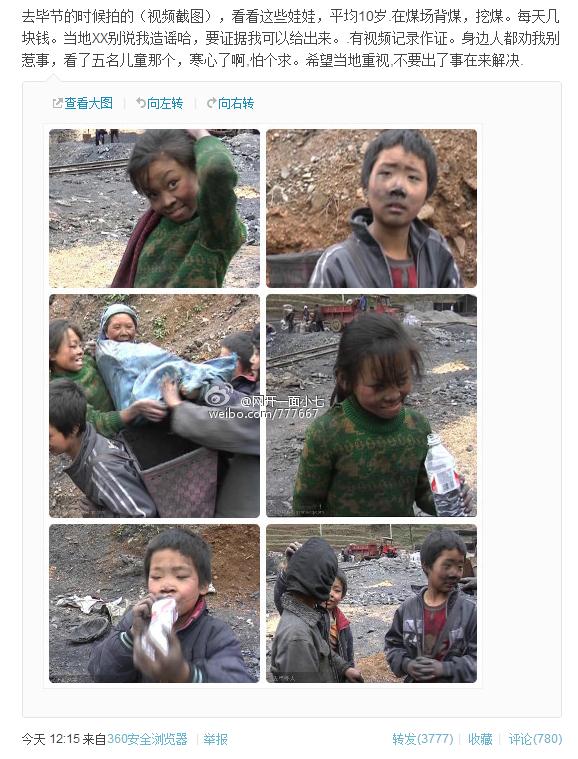 去毕节的时候拍的（视频截图），看看这些娃娃，平均10岁.在煤场背煤，挖煤。每天几
块钱。当地XX别说我造谣哈，要证据我可以给出来。.有视频记录作证。身边人都劝我别
惹事，看了五名儿童那个，寒心了啊,怕个求。希望当地重视,不要出了事在来解决.
查看大图 | 向左转 | 向右转
@网开一面小七
weibo.com/777667
今天 12:15 来自360安全浏览器 | 举报 转发(3777) | 收藏 | 评论(780)